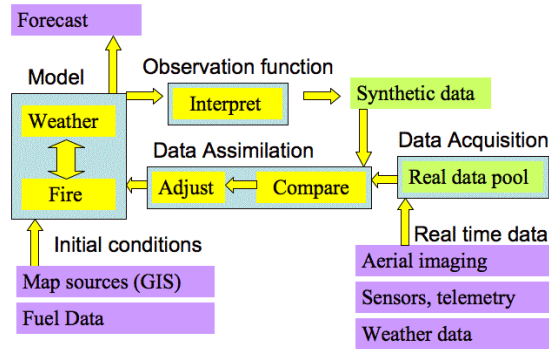 Forecast
Model
Observation function
Weather
Interpret
Synthetic data
Data Assimilation
Data Acquisition
Fire
Adjust
Compare
Real data pool
Initial conditions
Real time data
Map sources (GIS)
Aerial imaging
Fuel Data
Sensors, telemetry
Weather data